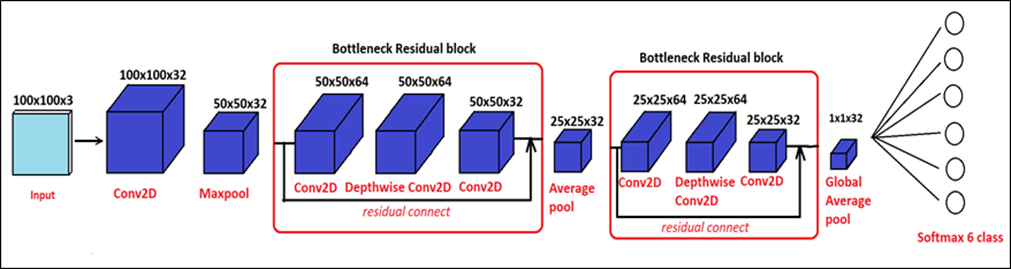 Bottleneck Residual block
Bottleneck Residual block
100x100x3
100x100x32
50x50x32
50x50x64
50x50x64
50x50x32
25x25x32
25x25x64
25x25x64
25x25x32
1x1x32
Input
Conv2D
Maxpool
Conv2D
Depthwise Conv2D
Conv2D
residual connect
Average
pool
Conv2D
Depthwise
Conv2D
Conv2D
residual connect
Global
Average
pool
Softmax 6 class